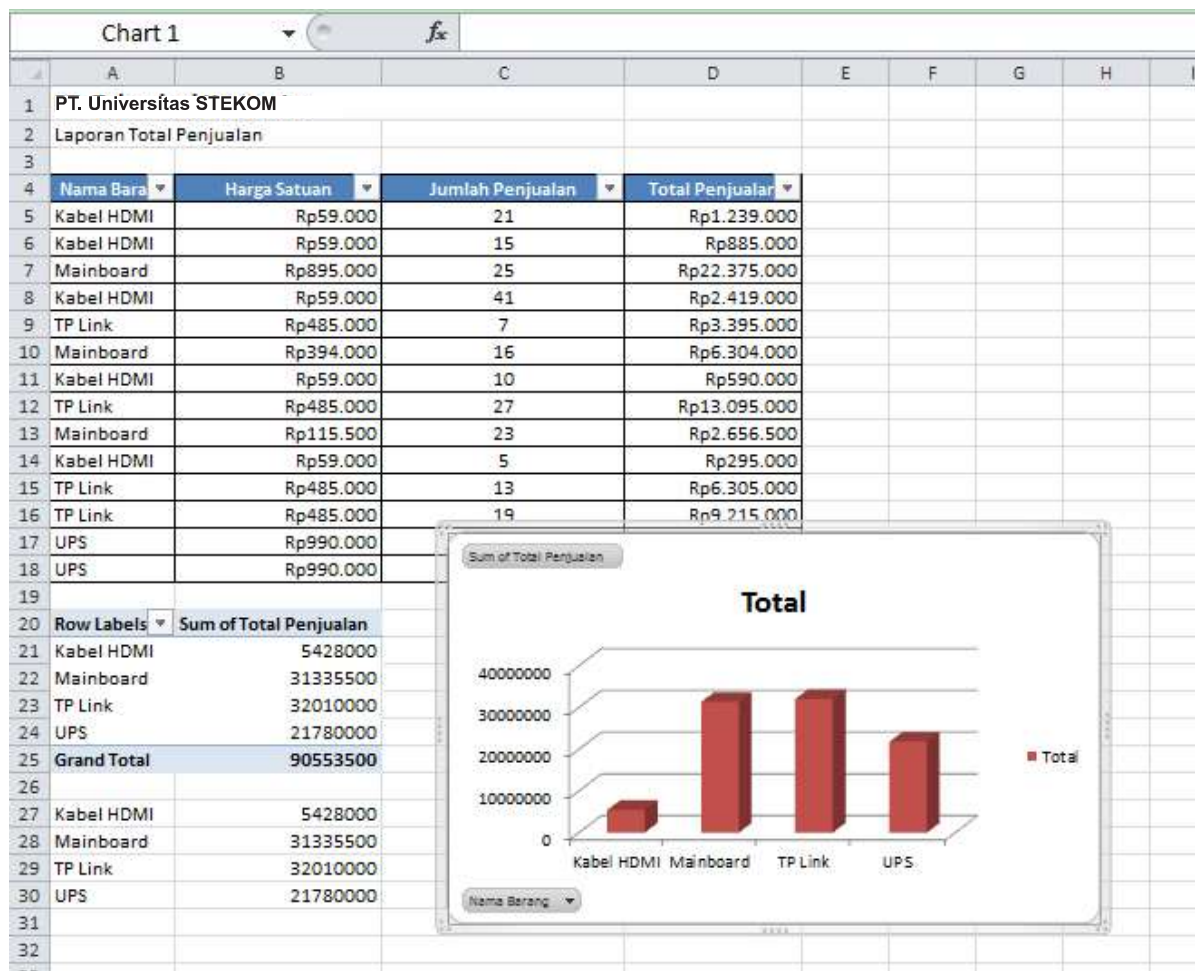 Chart 1 fx
A B C D E F G H
1 PT. Universitas STEKOM
2 Laporan Total Penjualan
3
4 Nama Bara Harga Satuan Jumlah Penjualan Total Penjualan
5 Kabel HDMI Rp59.000 21 Rp1.239.000
6 Kabel HDMI Rp59.000 15 Rp885.000
7 Mainboard Rp895.000 25 Rp22.375.000
8 Kabel HDMI Rp59.000 41 Rp2.419.000
9 TP Link Rp485.000 7 Rp3.395.000
10 Mainboard Rp394.000 16 Rp6.304.000
11 Kabel HDMI Rp59.000 10 Rp590.000
12 TP Link Rp485.000 27 Rp13.095.000
13 Mainboard Rp115.500 23 Rp2.656.500
14 Kabel HDMI Rp59.000 5 Rp295.000
15 TP Link Rp485.000 13 Rp6.305.000
16 TP Link Rp485.000 19 Rp9.215.000
17 UPS Rp990.000
18 UPS Rp990.000
19
20 Row Labels Sum of Total Penjualan
21 Kabel HDMI 5428000
22 Mainboard 31335500
23 TP Link 32010000
24 UPS 21780000
25 Grand Total 90553500
26
27 Kabel HDMI 5428000
28 Mainboard 31335500
29 TP Link 32010000
30 UPS 21780000
31
32
Sum of Total Penjualan
Total
40000000
30000000
20000000
10000000
0
Kabel HDMI Mainboard TP Link UPS
Total
Nama Barang